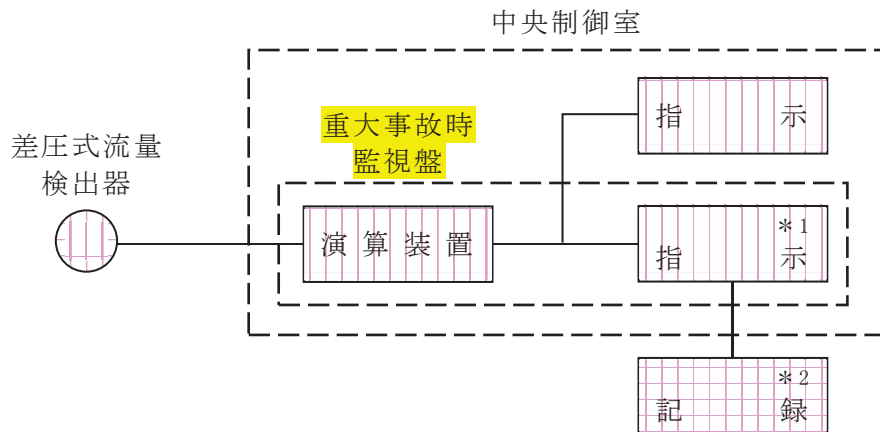 中央制御室
指示
重大事故時
監視盤
差圧式流量
検出器
演算装置
*1
指示
*2
記録